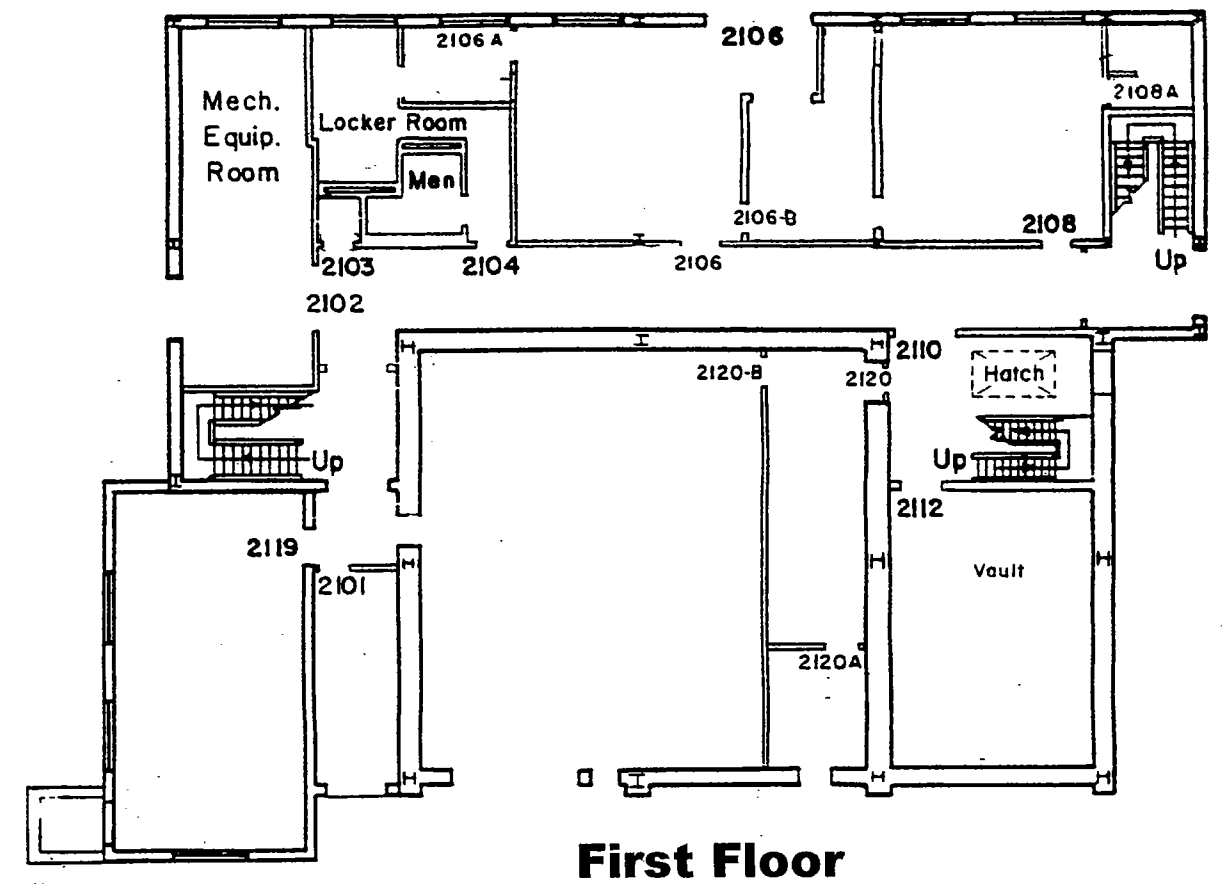 2106 A
2106
Mech.
Equip.
Room
Locker Room
Men
2108A
2106-B
2108
2103
2104
2106
Up
2102
2110
2120-B
2120
Hatch
Up
Up
2112
2119
2101
Vault
2120A
First Floor